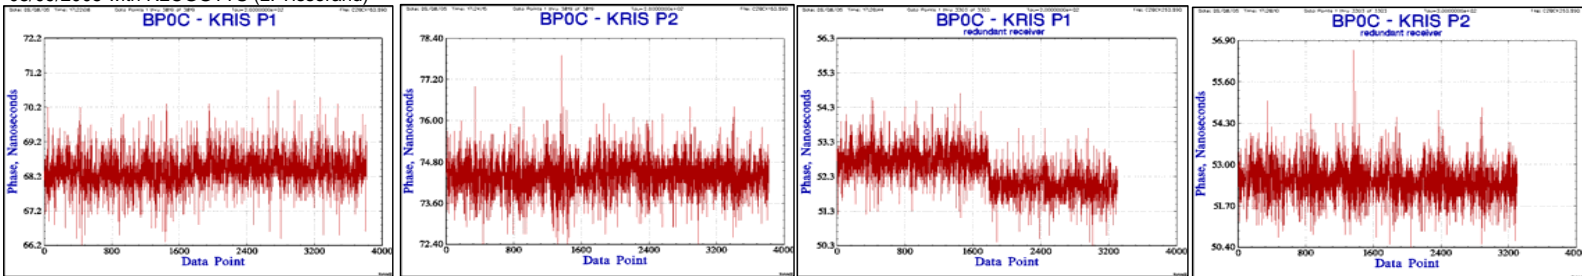 BP0C - KRIS P1
Phase, Nanoseconds
72.2
71.2
70.2
69.2
68.2
67.2
66.2
0 800 1600 2400 3200 4000
Data Point
BP0C - KRIS P2
Phase, Nanoseconds
78.40
77.20
76.00
74.80
73.60
72.40
0 800 1600 2400 3200 4000
Data Point
BP0C - KRIS P1
redundant receiver
Phase, Nanoseconds
56.3
55.3
54.3
53.3
52.3
51.3
50.3
0 800 1600 2400 3200 4000
Data Point
BP0C - KRIS P2
redundant receiver
Phase, Nanoseconds
56.90
55.60
54.30
53.00
51.70
50.40
0 800 1600 2400 3200 400
Data Point